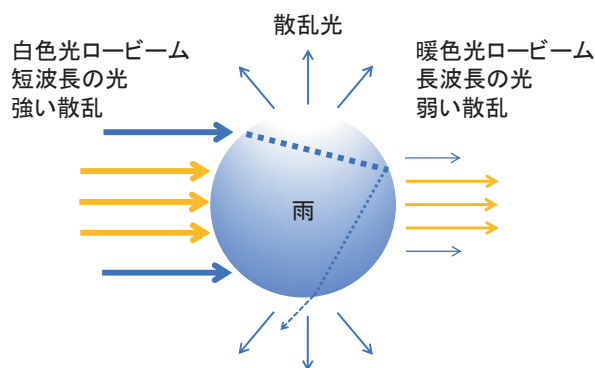 散乱光
白色光ロービーム
短波長の光
強い散乱
暖色光ロービーム
長波長の光
弱い散乱
雨